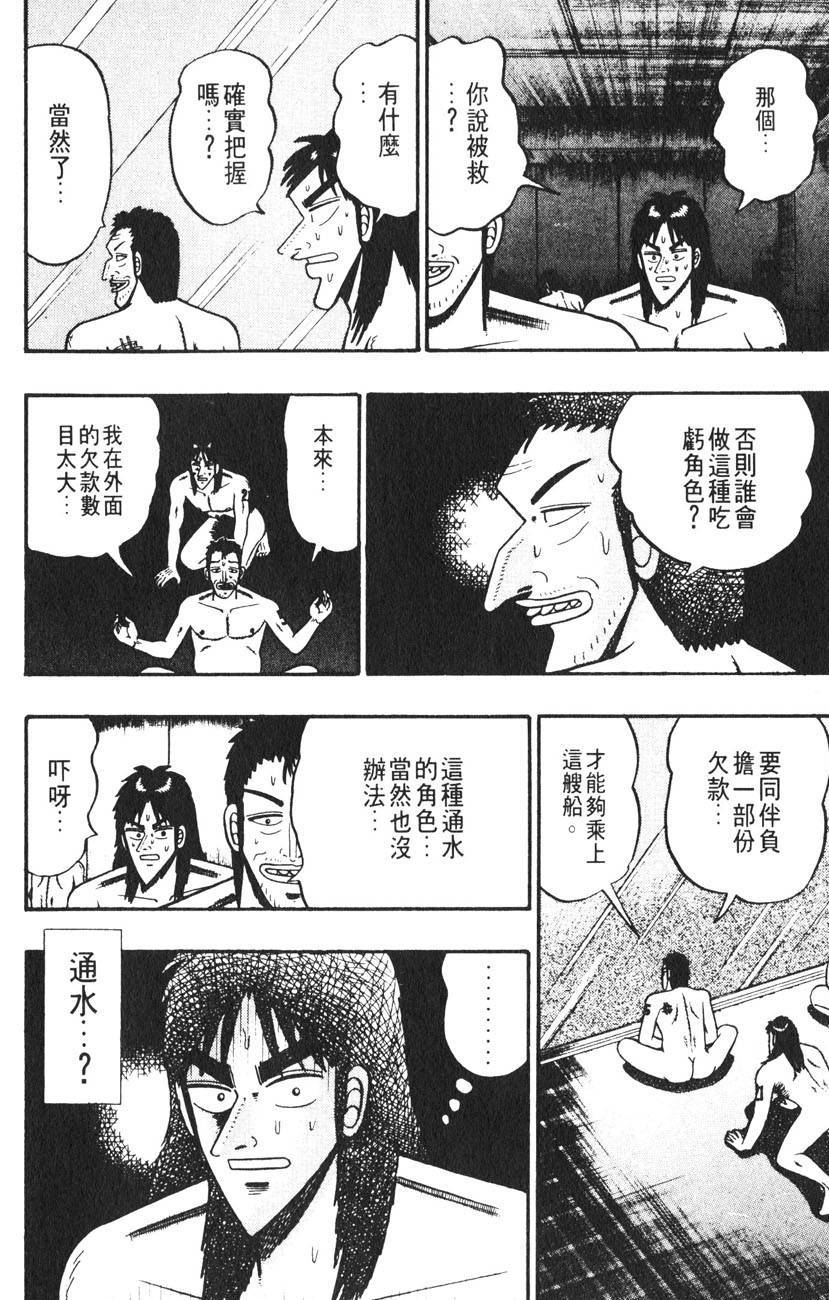 那個…
你說被救
…？
有什麼
…
確實把握
嗎…？
當然了…
否則誰會
做這種吃
虧角色？
本來…
我在外面
的欠款數
目太大…
要同伴負
擔一部份
欠款…
才能夠乘上
這艘船。
這種通水
的角色…
當然也沒
辦法…
吓呀…
………
通水…？